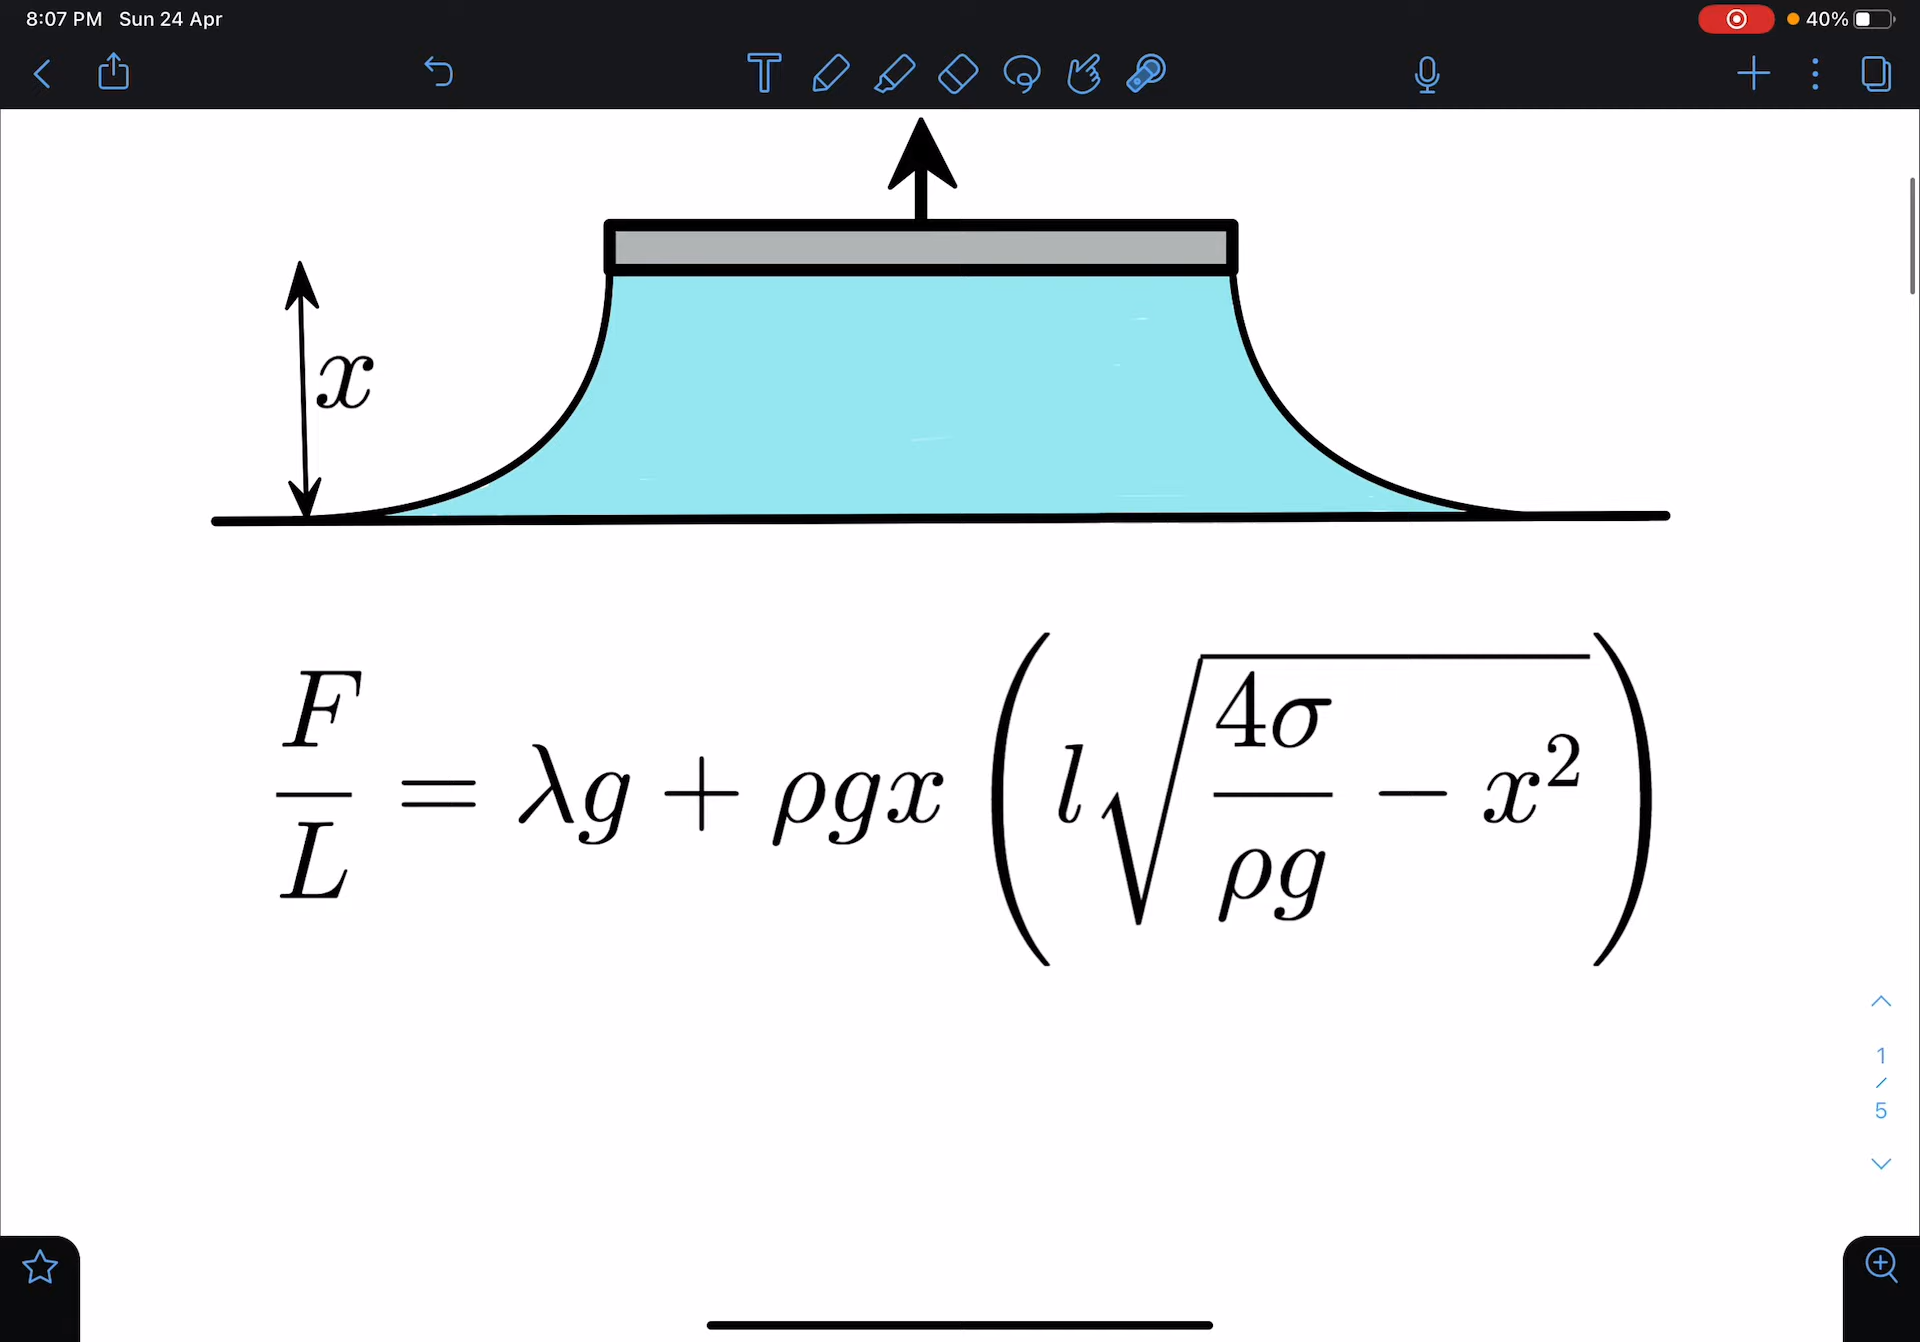 8:07 PM Sun 24 Apr 40%
T
x
F/L = λg + ρgx (l√(4σ/ρg − x²))
1
/
5